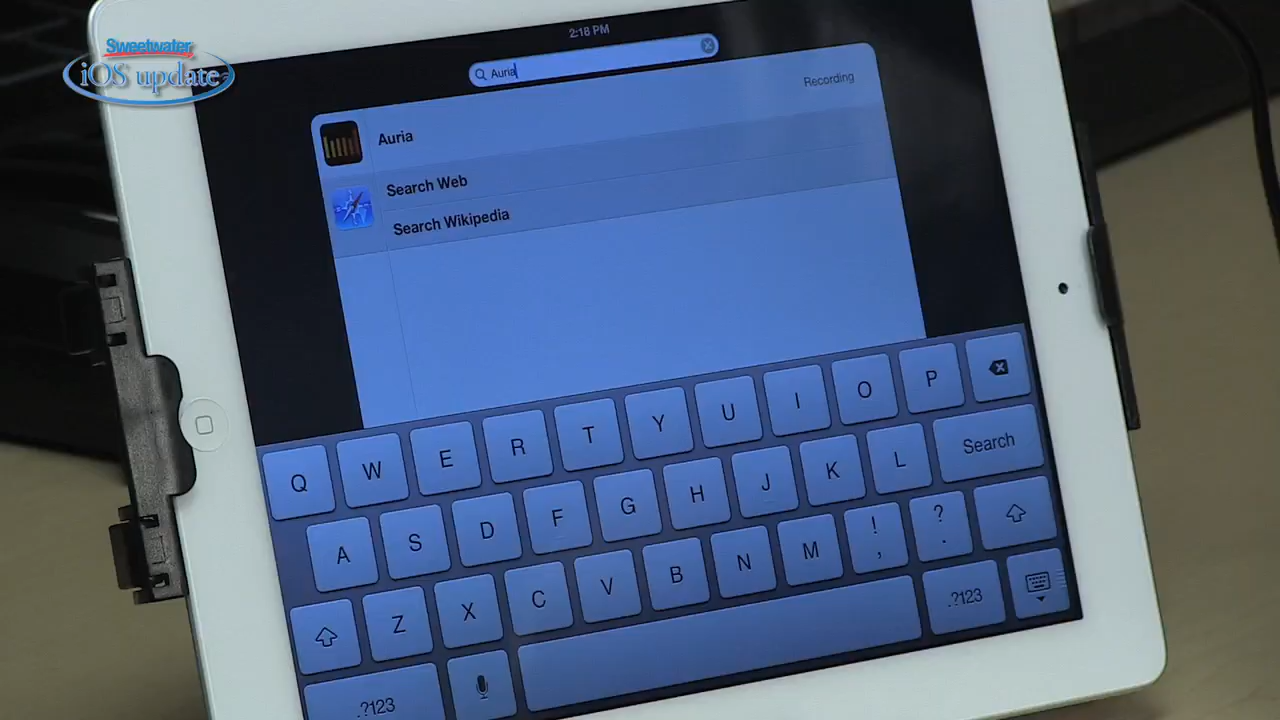 Sweetwater
iOS update
2:18 PM
Auria
Recording
Auria
Search Web
Search Wikipedia
Q W E R T Y U I O P
A S D F G H J K L Search
Z X C V B N M ! , ? .
.?123 .?123